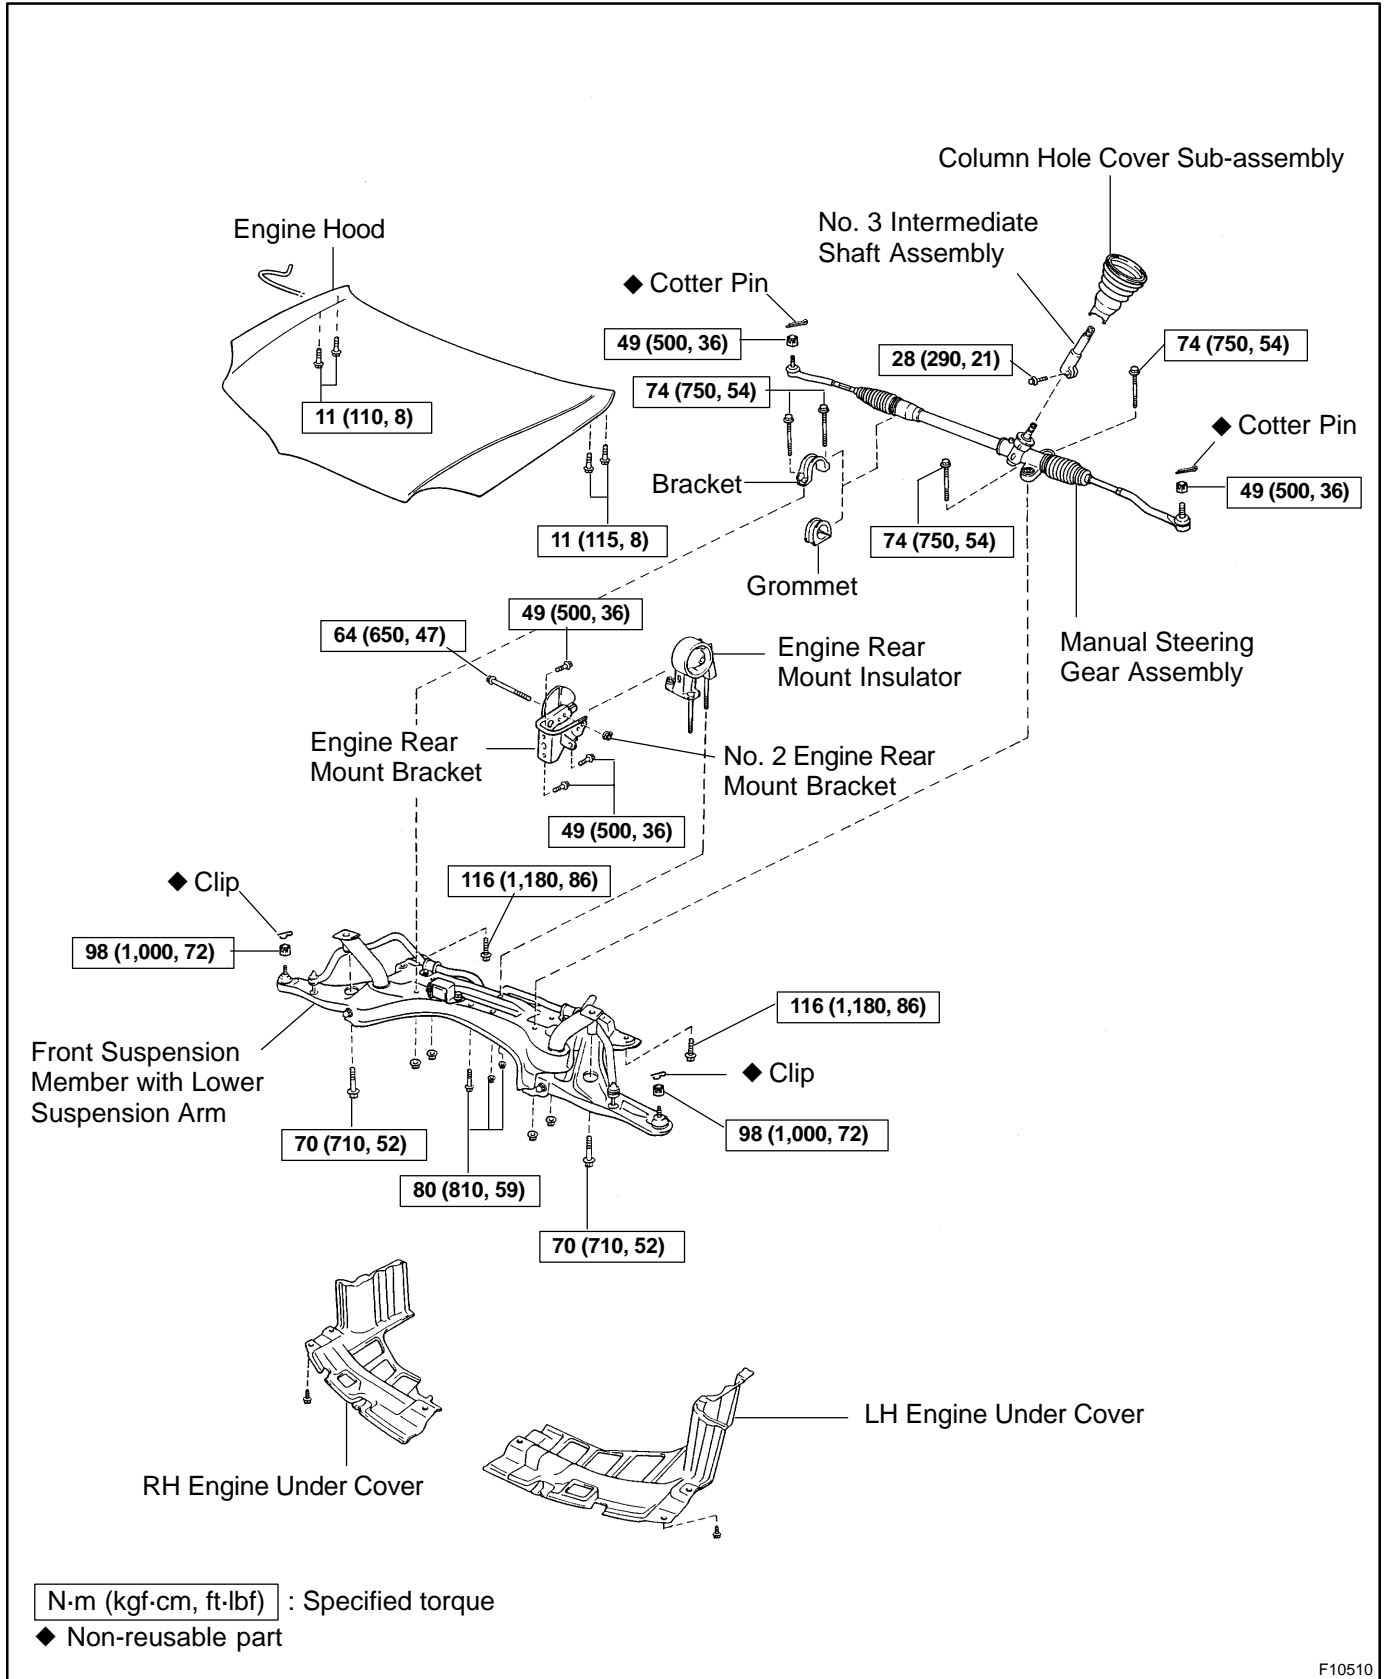 Column Hole Cover Sub-assembly
No. 3 Intermediate
Shaft Assembly
Engine Hood
◆ Cotter Pin
49 (500, 36)
28 (290, 21)
74 (750, 54)
74 (750, 54)
11 (110, 8)
◆ Cotter Pin
Bracket
49 (500, 36)
11 (115, 8)
74 (750, 54)
Grommet
49 (500, 36)
64 (650, 47)
Engine Rear
Mount Insulator
Manual Steering
Gear Assembly
Engine Rear
Mount Bracket
No. 2 Engine Rear
Mount Bracket
49 (500, 36)
◆ Clip
116 (1,180, 86)
98 (1,000, 72)
116 (1,180, 86)
Front Suspension
Member with Lower
Suspension Arm
◆ Clip
70 (710, 52)
98 (1,000, 72)
80 (810, 59)
70 (710, 52)
LH Engine Under Cover
RH Engine Under Cover
N·m (kgf·cm, ft·lbf) : Specified torque
◆ Non-reusable part
F10510